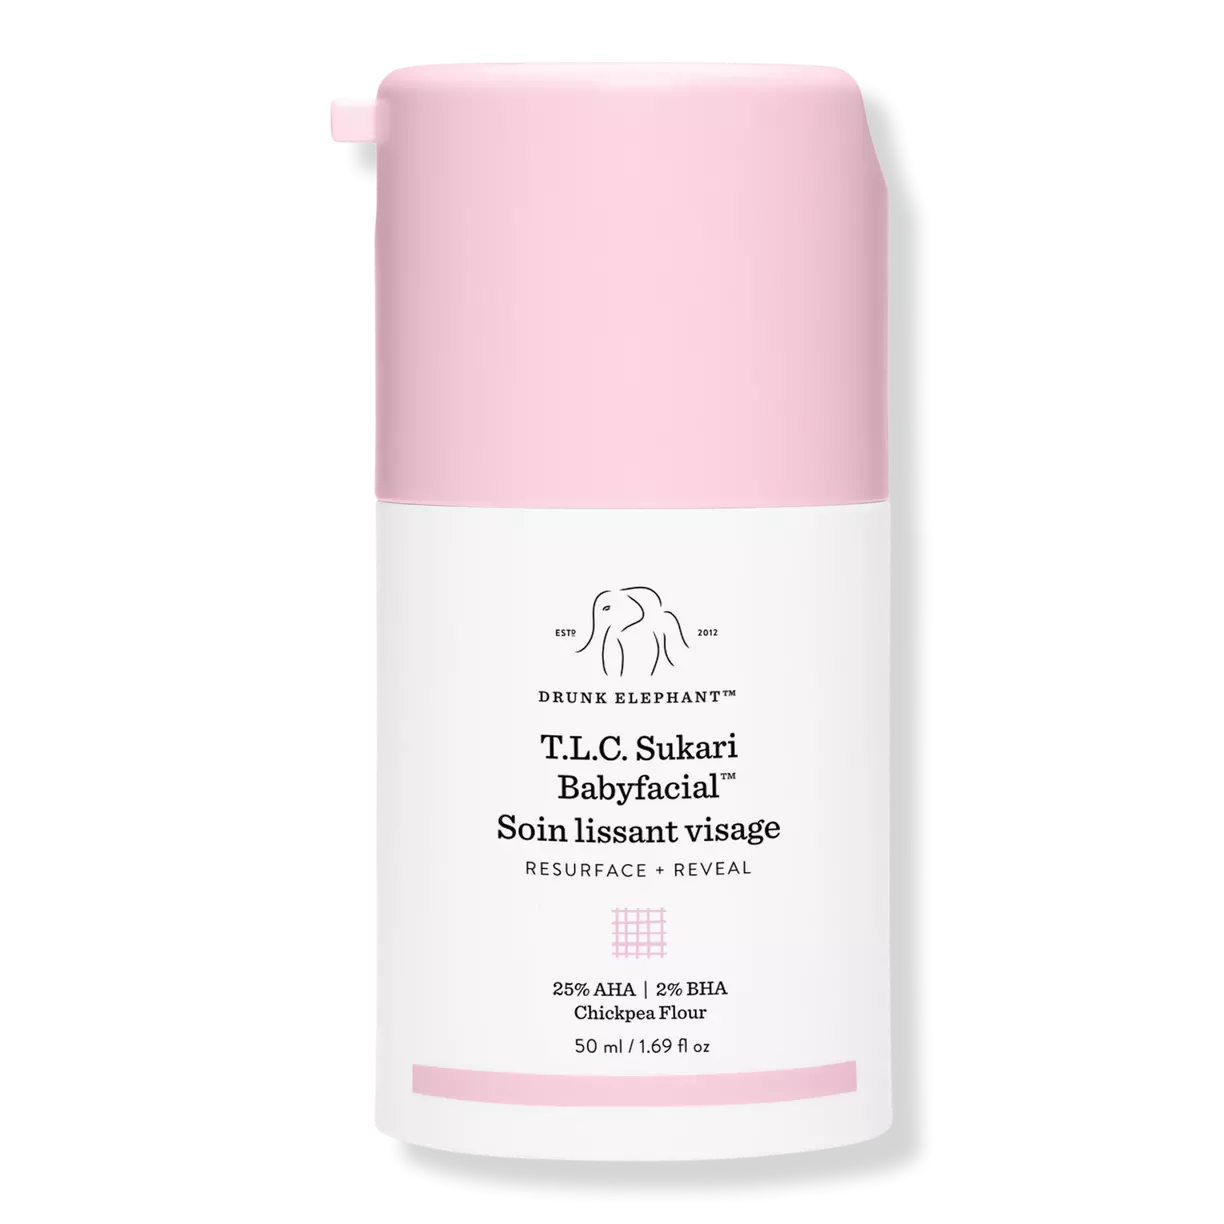 ESTD 2012
DRUNK ELEPHANT™
T.L.C. Sukari
Babyfacial™
Soin lissant visage
RESURFACE + REVEAL
25% AHA | 2% BHA
Chickpea Flour
50 ml / 1.69 fl oz